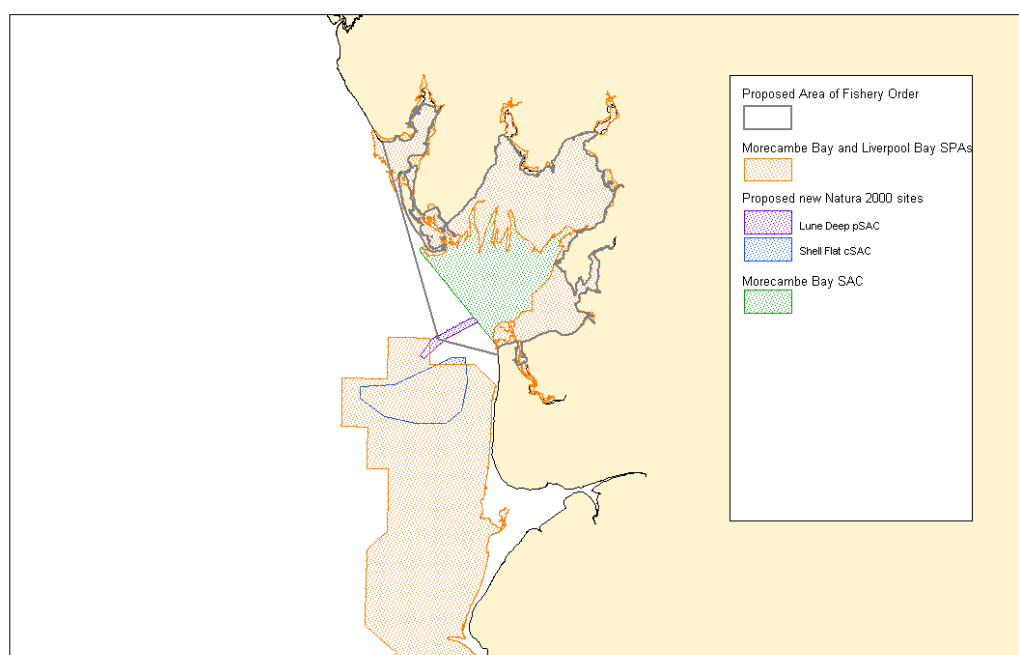 Proposed Area of Fishery Order
Morecambe Bay and Liverpool Bay SPAs
Proposed new Natura 2000 sites
Lune Deep pSAC
Shell Flat cSAC
Morecambe Bay SAC